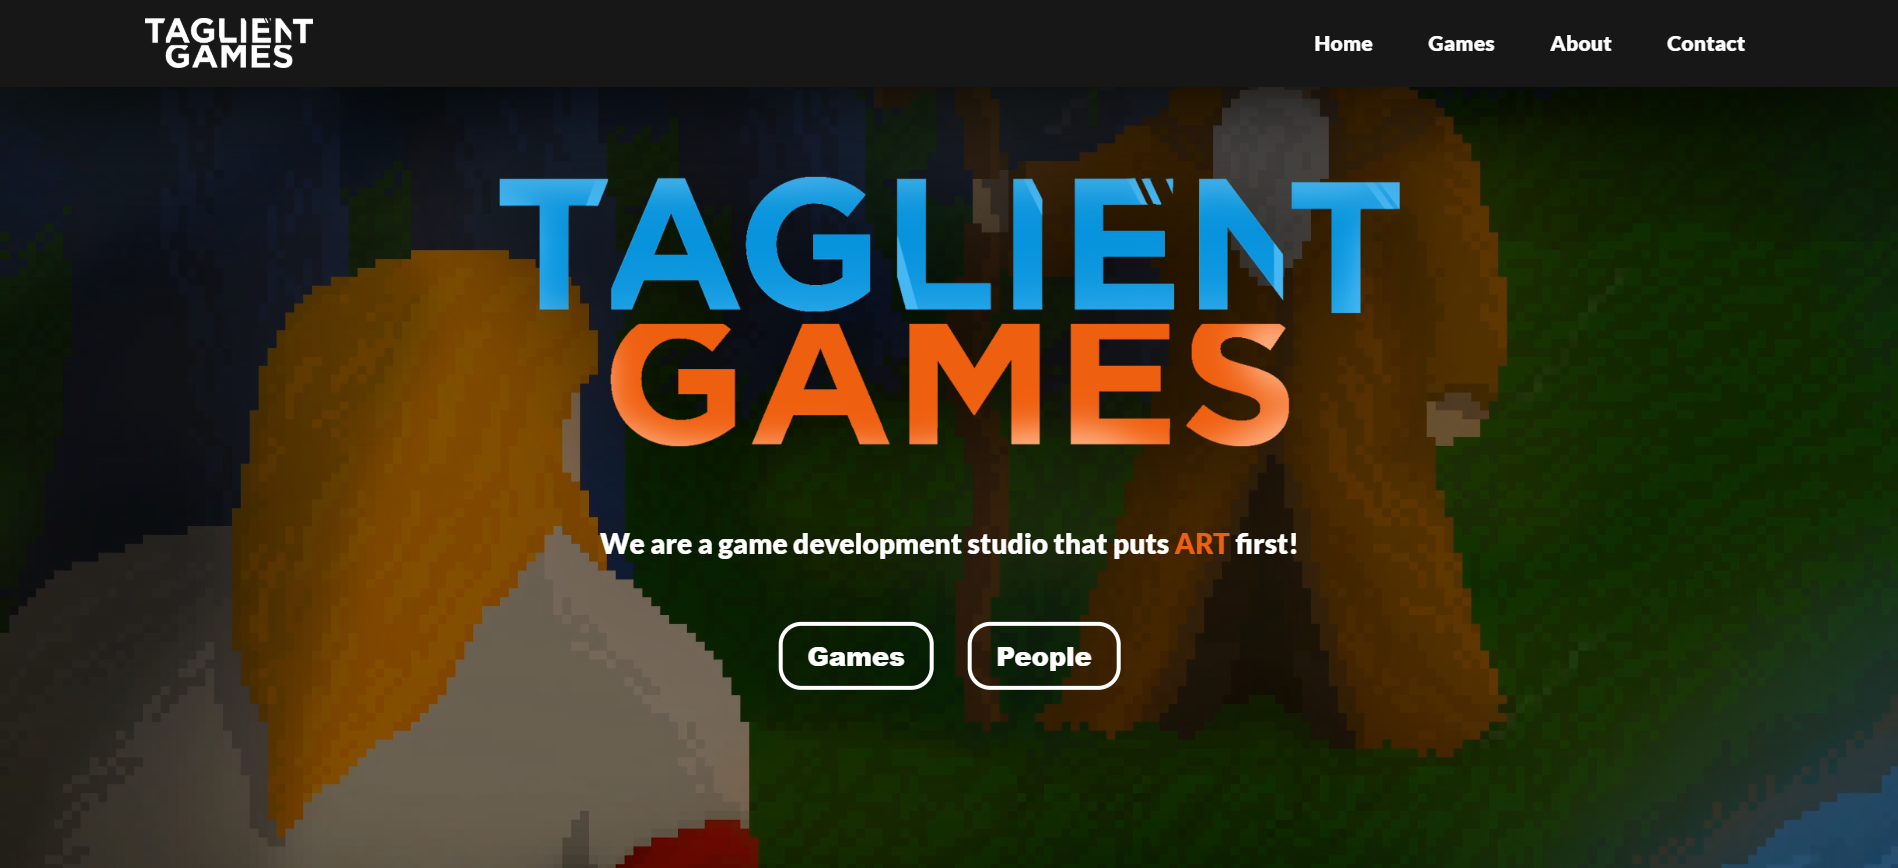 TAGLIENT
GAMES
Home Games About Contact
TAGLIENT
GAMES
We are a game development studio that puts ART first!
Games People